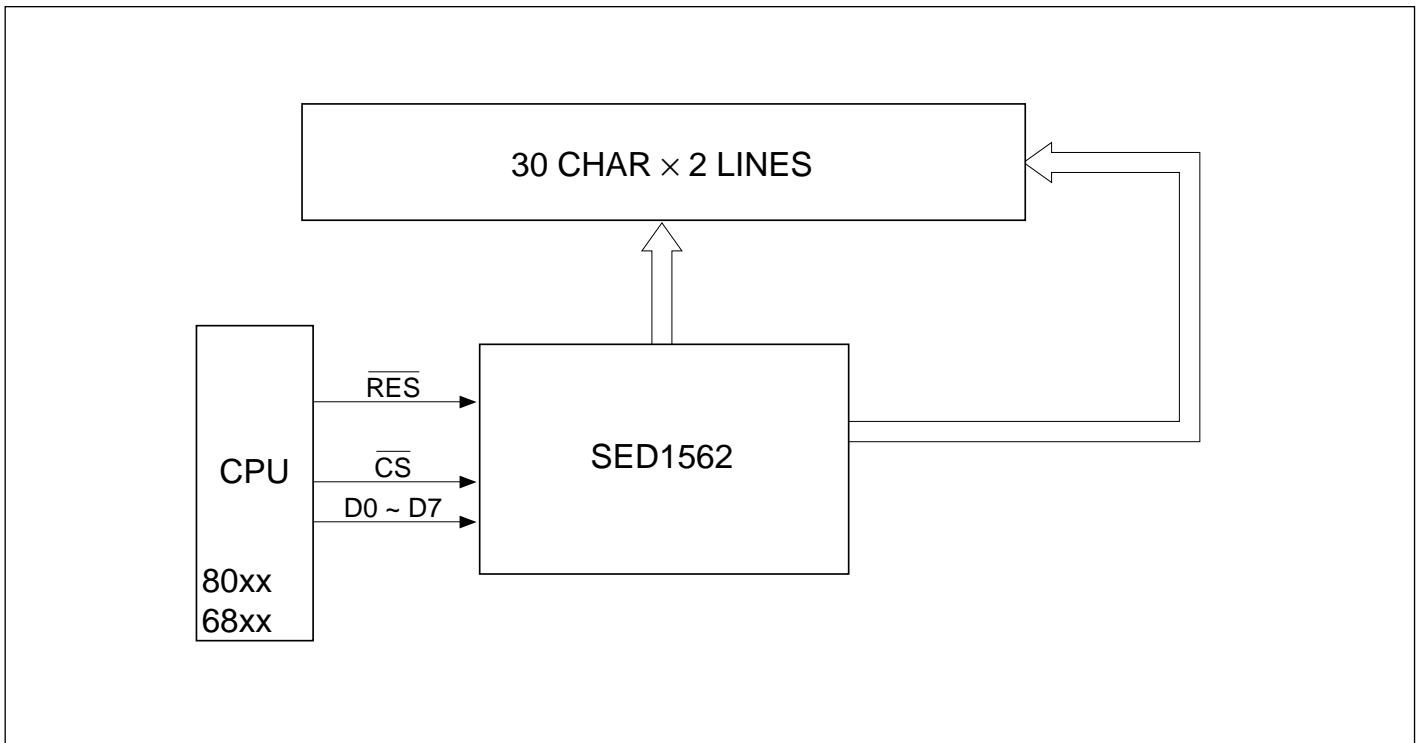 30 CHAR × 2 LINES
RES
CPU
CS
SED1562
D0 ~ D7
80xx
68xx